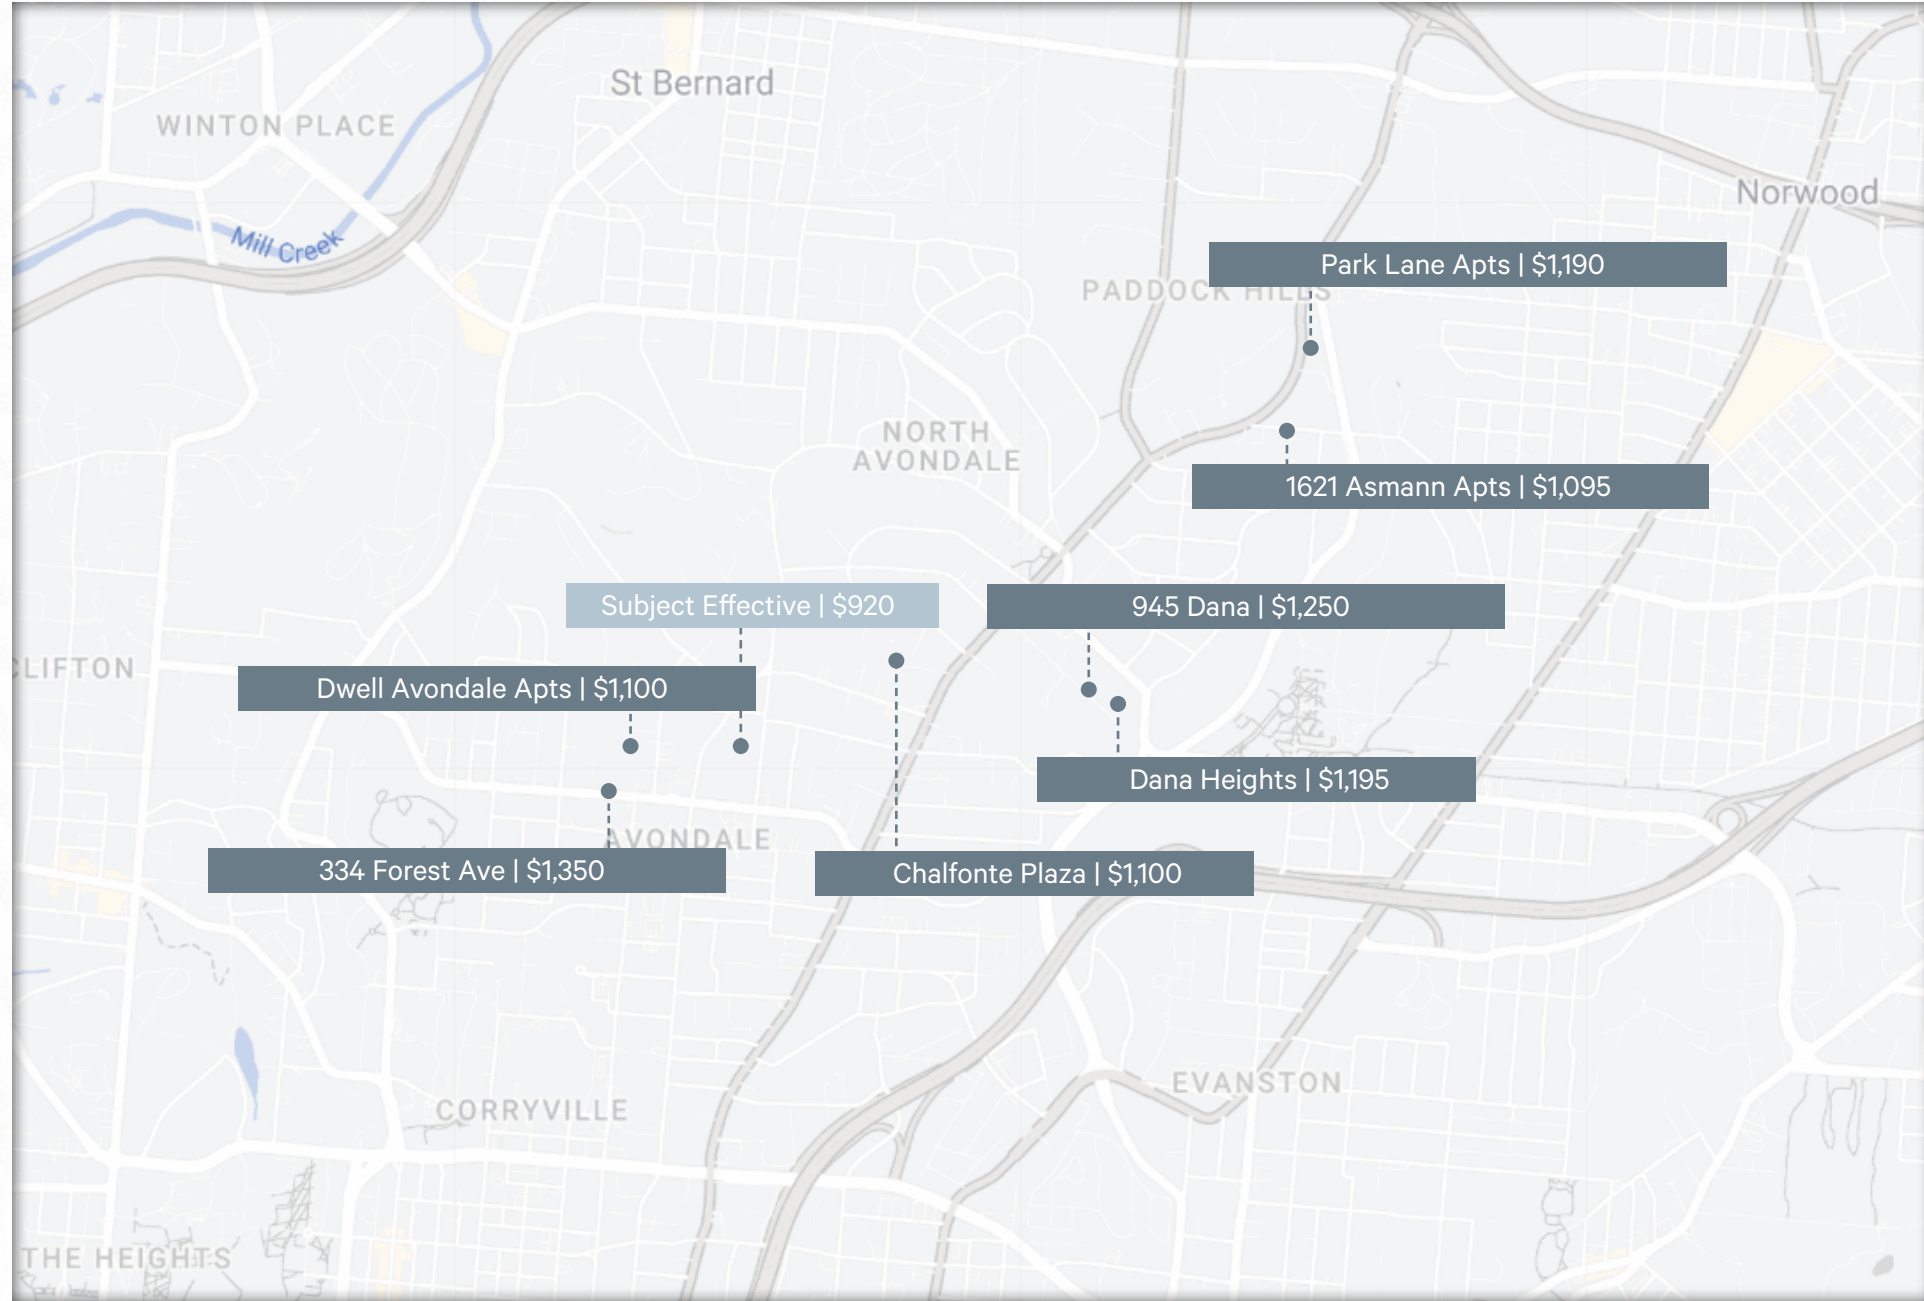 St Bernard
WINTON PLACE
Norwood
Mill Creek
Park Lane Apts | $1,190
PADDOCK HILLS
NORTH
AVONDALE
1621 Asmann Apts | $1,095
Subject Effective | $920
945 Dana | $1,250
CLIFTON
Dwell Avondale Apts | $1,100
Dana Heights | $1,195
AVONDALE
334 Forest Ave | $1,350
Chalfonte Plaza | $1,100
EVANSTON
CORRYVILLE
THE HEIGHTS